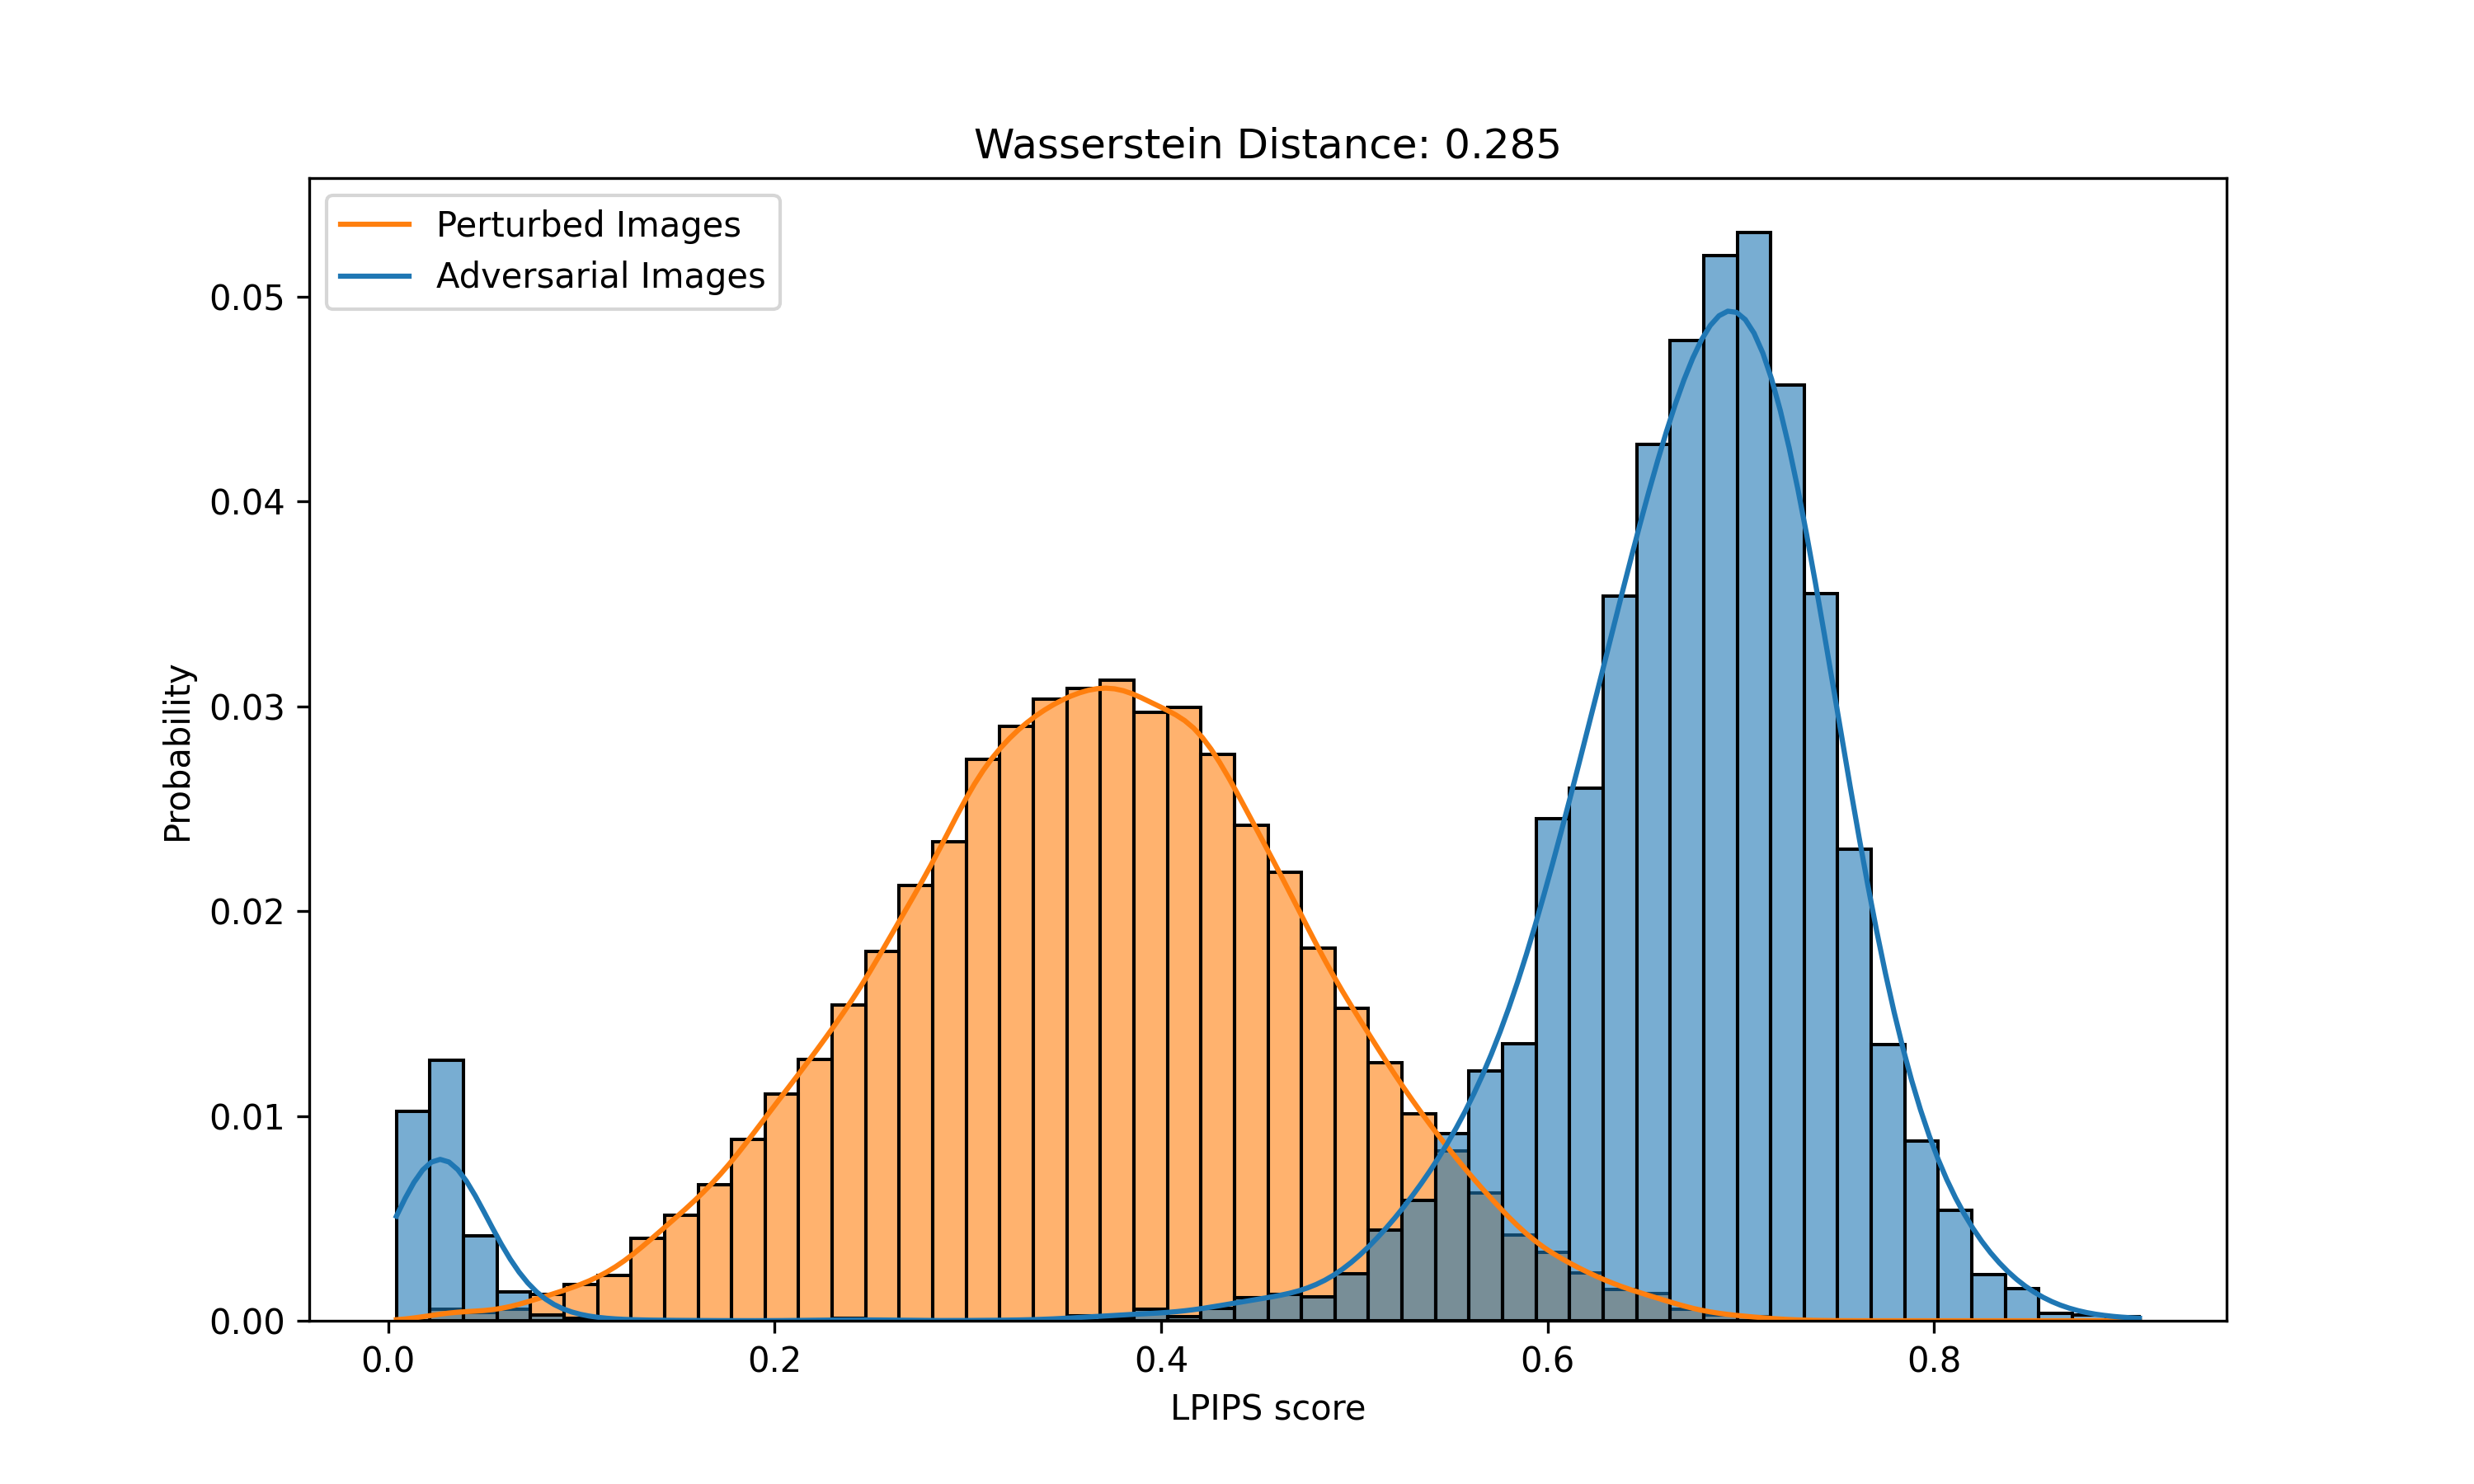 Wasserstein Distance: 0.285
Perturbed Images
Adversarial Images
0.05
0.04
0.03
0.02
0.01
0.00
Probability
0.0 0.2 0.4 0.6 0.8
LPIPS score